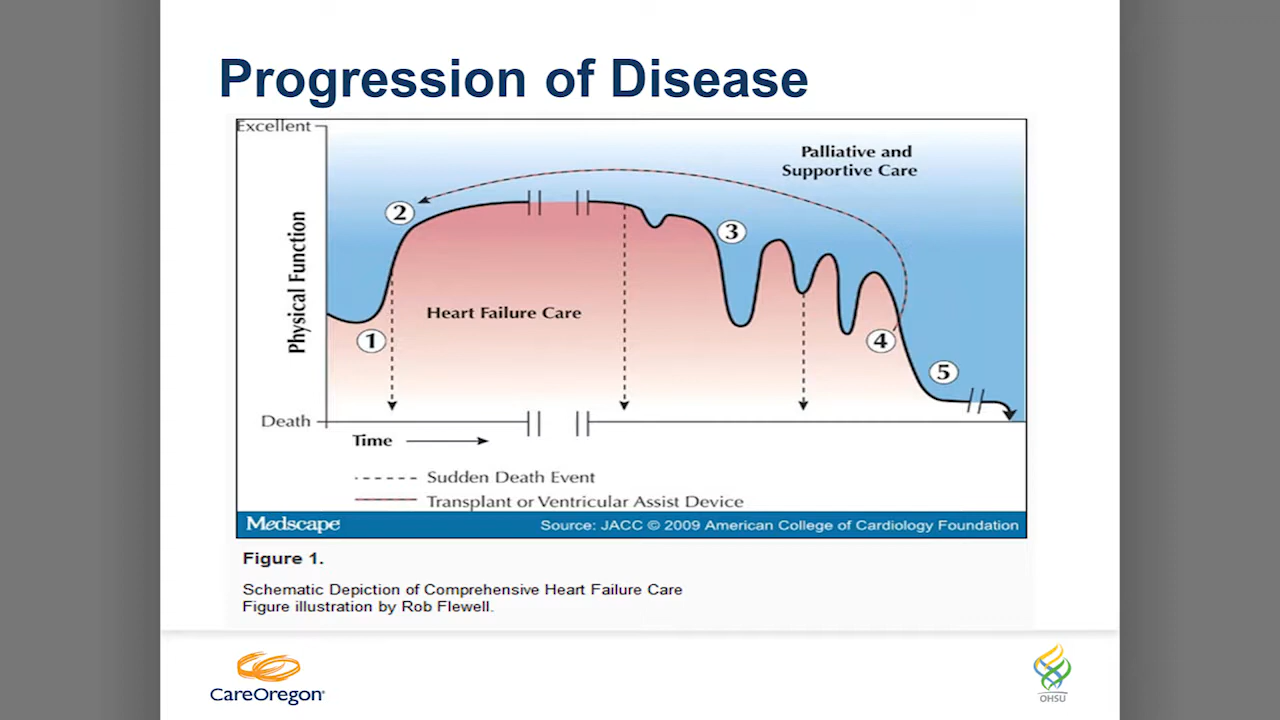 Progression of Disease
Excellent
Palliative and
Supportive Care
2
3
Physical Function
Heart Failure Care
1
4
5
Death
Time
Sudden Death Event
Transplant or Ventricular Assist Device
Medscape
Source: JACC © 2009 American College of Cardiology Foundation
Figure 1.
Schematic Depiction of Comprehensive Heart Failure Care
Figure illustration by Rob Flewell.
CareOregon®
OHSU